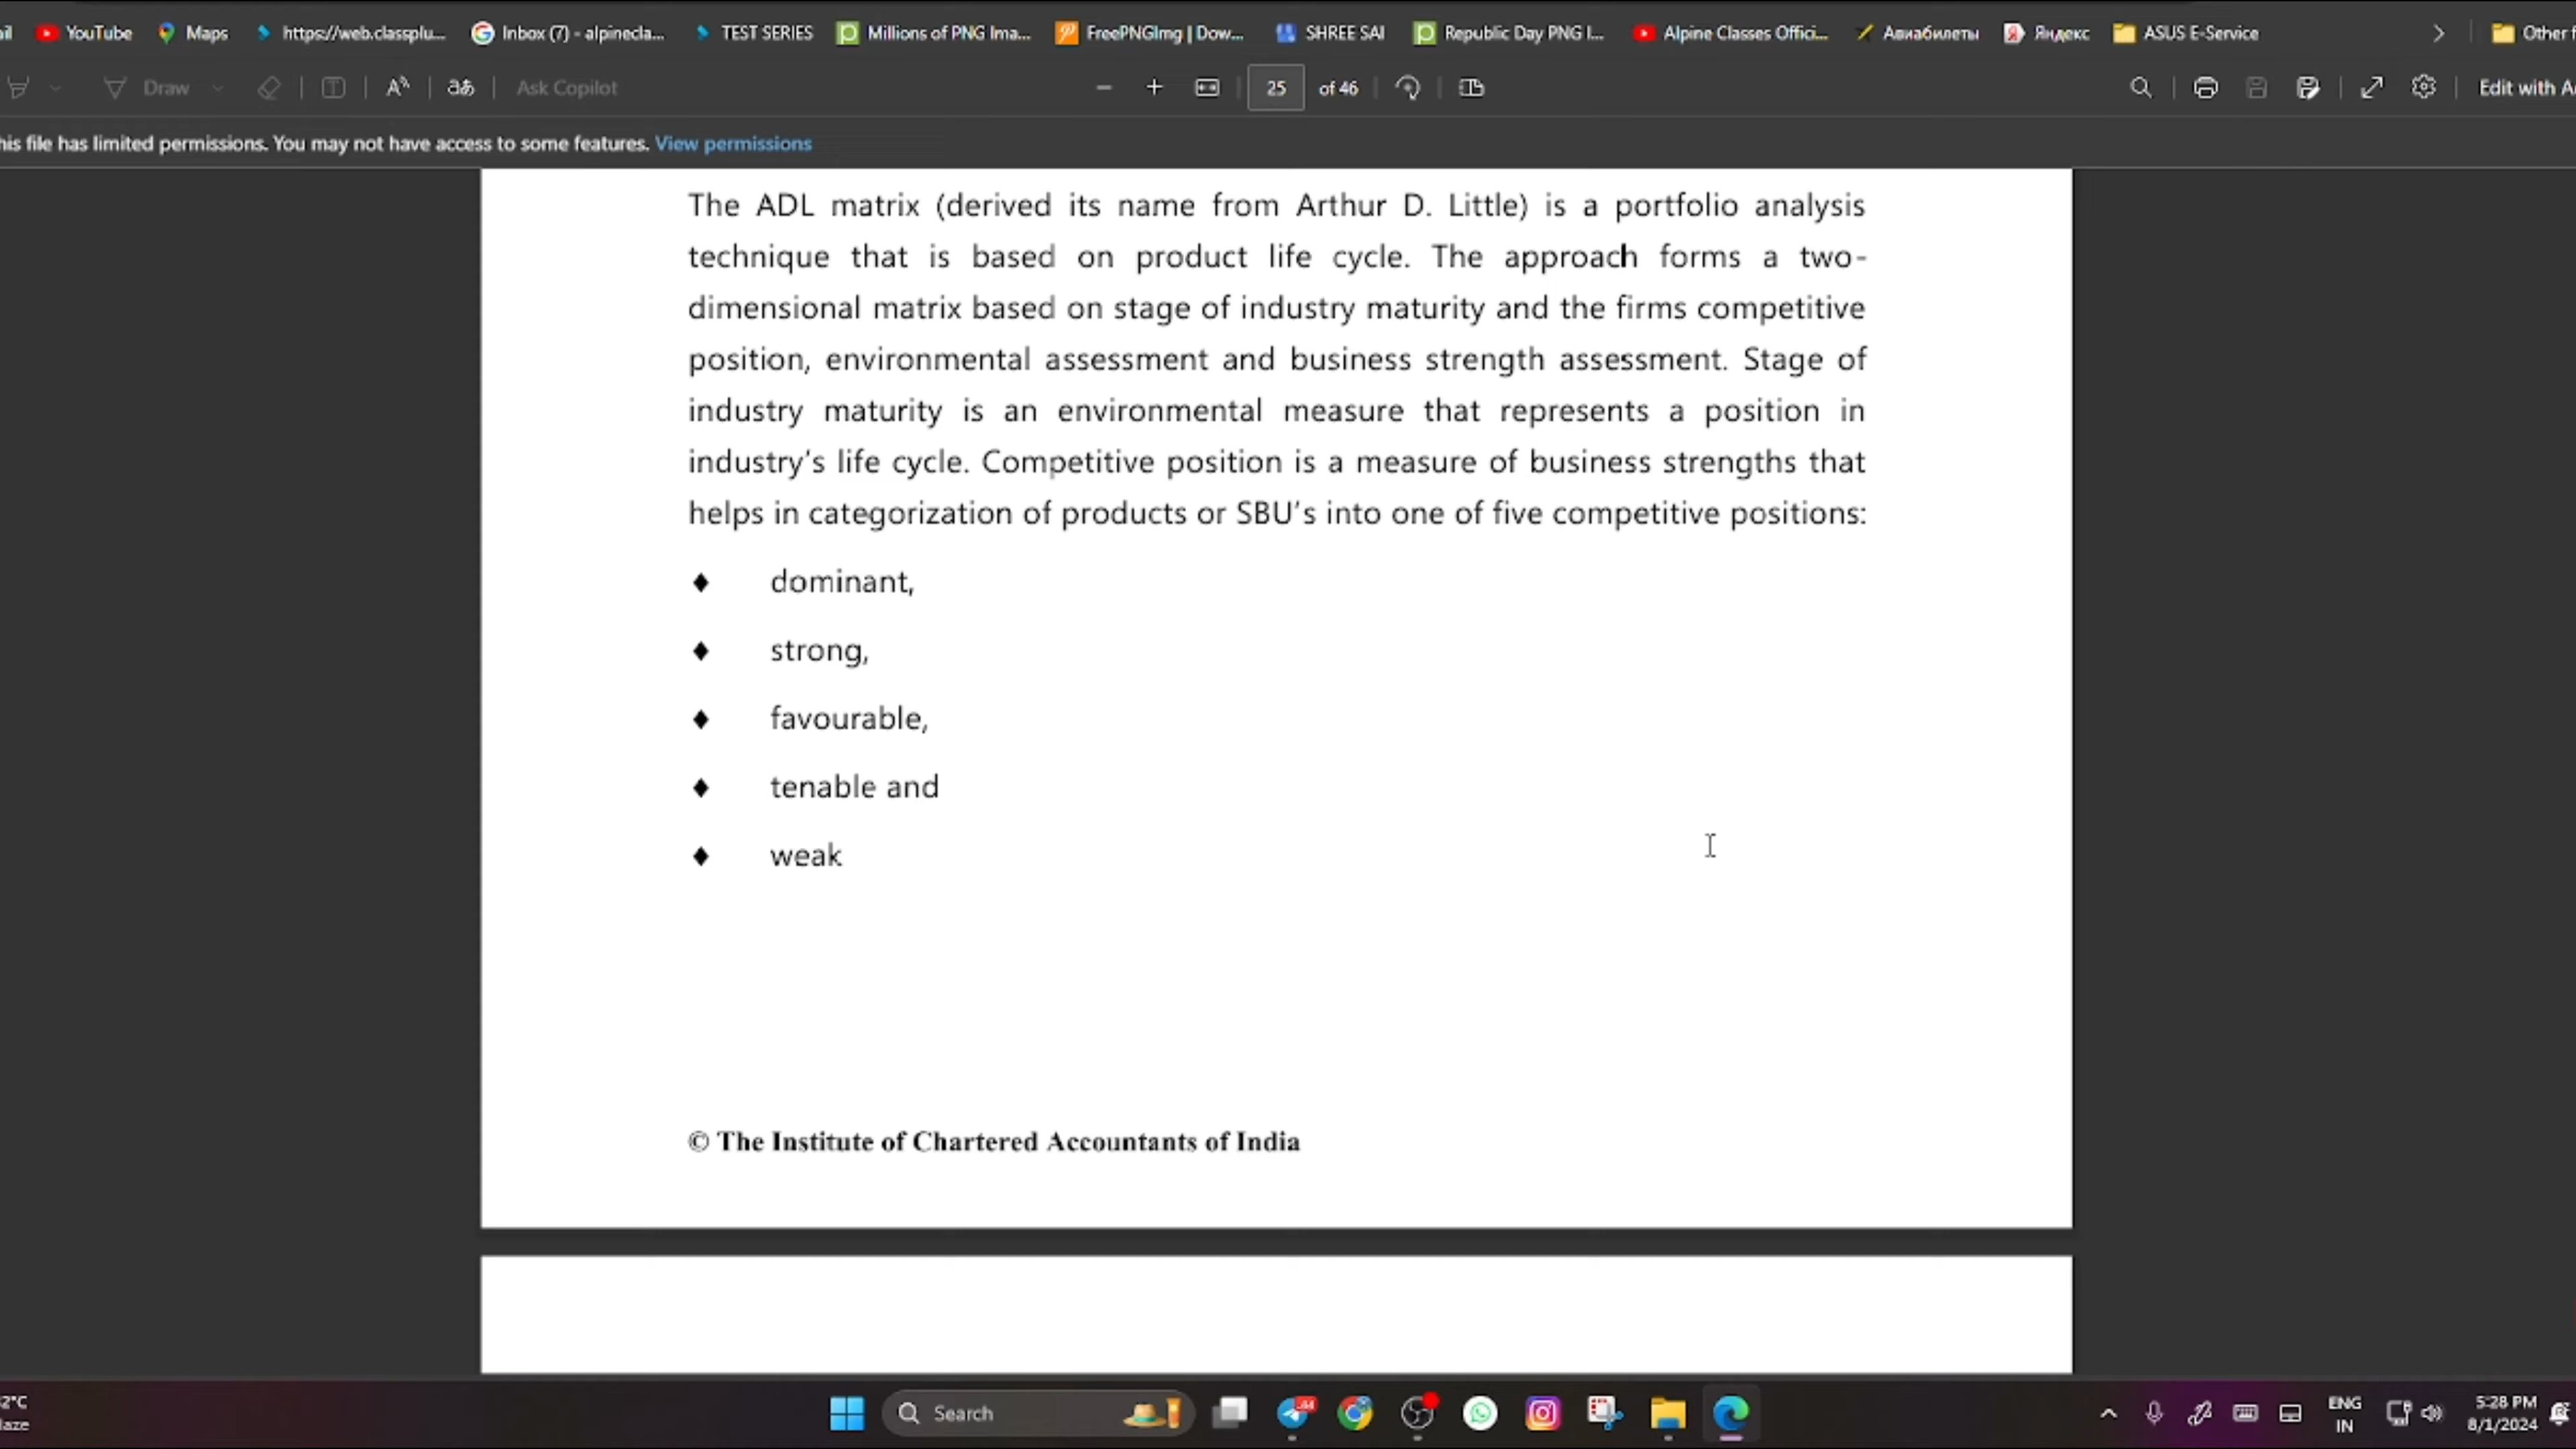 YouTube Maps https://web.classplu... Inbox (7) - alpinecla... TEST SERIES Millions of PNG Ima... FreePNGImg | Dow... SHREE SAI Republic Day PNG I... Alpine Classes Offici... Авиабилеты Яндекс ASUS E-Service Other f
Draw Ask Copilot 25 of 46 Edit with A
his file has limited permissions. You may not have access to some features. View permissions
The ADL matrix (derived its name from Arthur D. Little) is a portfolio analysis
technique that is based on product life cycle. The approach forms a two-
dimensional matrix based on stage of industry maturity and the firms competitive
position, environmental assessment and business strength assessment. Stage of
industry maturity is an environmental measure that represents a position in
industry's life cycle. Competitive position is a measure of business strengths that
helps in categorization of products or SBU's into one of five competitive positions:
♦ dominant,
♦ strong,
♦ favourable,
♦ tenable and
♦ weak
© The Institute of Chartered Accountants of India
2°C
Search
ENG
IN
5:28 PM
8/1/2024